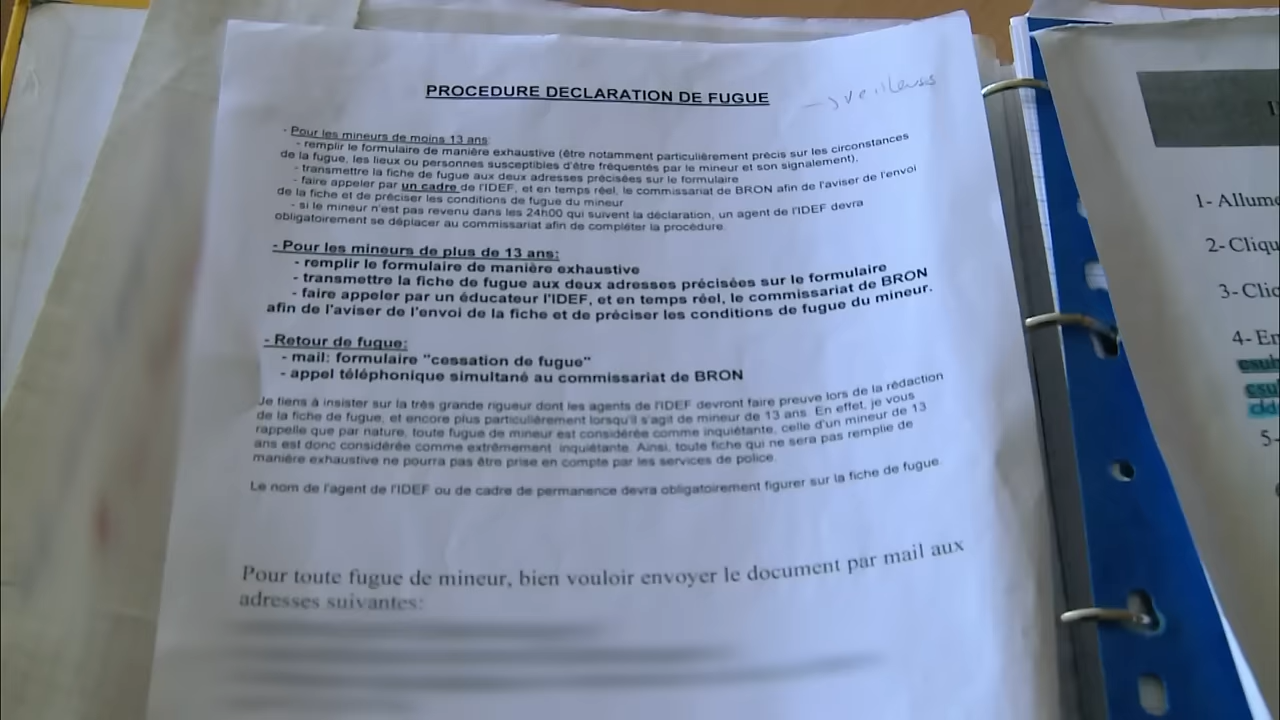 PROCEDURE DECLARATION DE FUGUE
- Pour les mineurs de moins 13 ans:
- remplir le formulaire de manière exhaustive (être notamment particulièrement précis sur les circonstances
de la fugue, les lieux ou personnes susceptibles d'être fréquentés par le mineur et son signalement).
- transmettre la fiche de fugue aux deux adresses précisées sur le formulaire
- faire appeler par un cadre de l'IDEF, et en temps réel, le commissariat de BRON afin de l'aviser de l'envoi
de la fiche et de préciser les conditions de fugue du mineur
- si le mineur n'est pas revenu dans les 24h00 qui suivent la déclaration, un agent de l'IDEF devra
obligatoirement se déplacer au commissariat afin de compléter la procédure.
- Pour les mineurs de plus de 13 ans:
- remplir le formulaire de manière exhaustive
- transmettre la fiche de fugue aux deux adresses précisées sur le formulaire
- faire appeler par un éducateur l'IDEF, et en temps réel, le commissariat de BRON
afin de l'aviser de l'envoi de la fiche et de préciser les conditions de fugue du mineur.
- Retour de fugue:
- mail: formulaire "cessation de fugue"
- appel téléphonique simultané au commissariat de BRON
Je tiens à insister sur la très grande rigueur dont les agents de l'IDEF devront faire preuve lors de la rédaction
de la fiche de fugue, et encore plus particulièrement lorsqu'il s'agit de mineur de 13 ans. En effet, je vous
rappelle que par nature, toute fugue de mineur est considérée comme inquiétante, celle d'un mineur de 13
ans est donc considérée comme extrêmement inquiétante. Ainsi, toute fiche qui ne sera pas remplie de
manière exhaustive ne pourra pas être prise en compte par les services de police.
Le nom de l'agent de l'IDEF ou de cadre de permanence devra obligatoirement figurer sur la fiche de fugue
Pour toute fugue de mineur, bien vouloir envoyer le document par mail aux
adresses suivantes:
1- Allume
2- Cliqu
3- Clic
4- En
5-